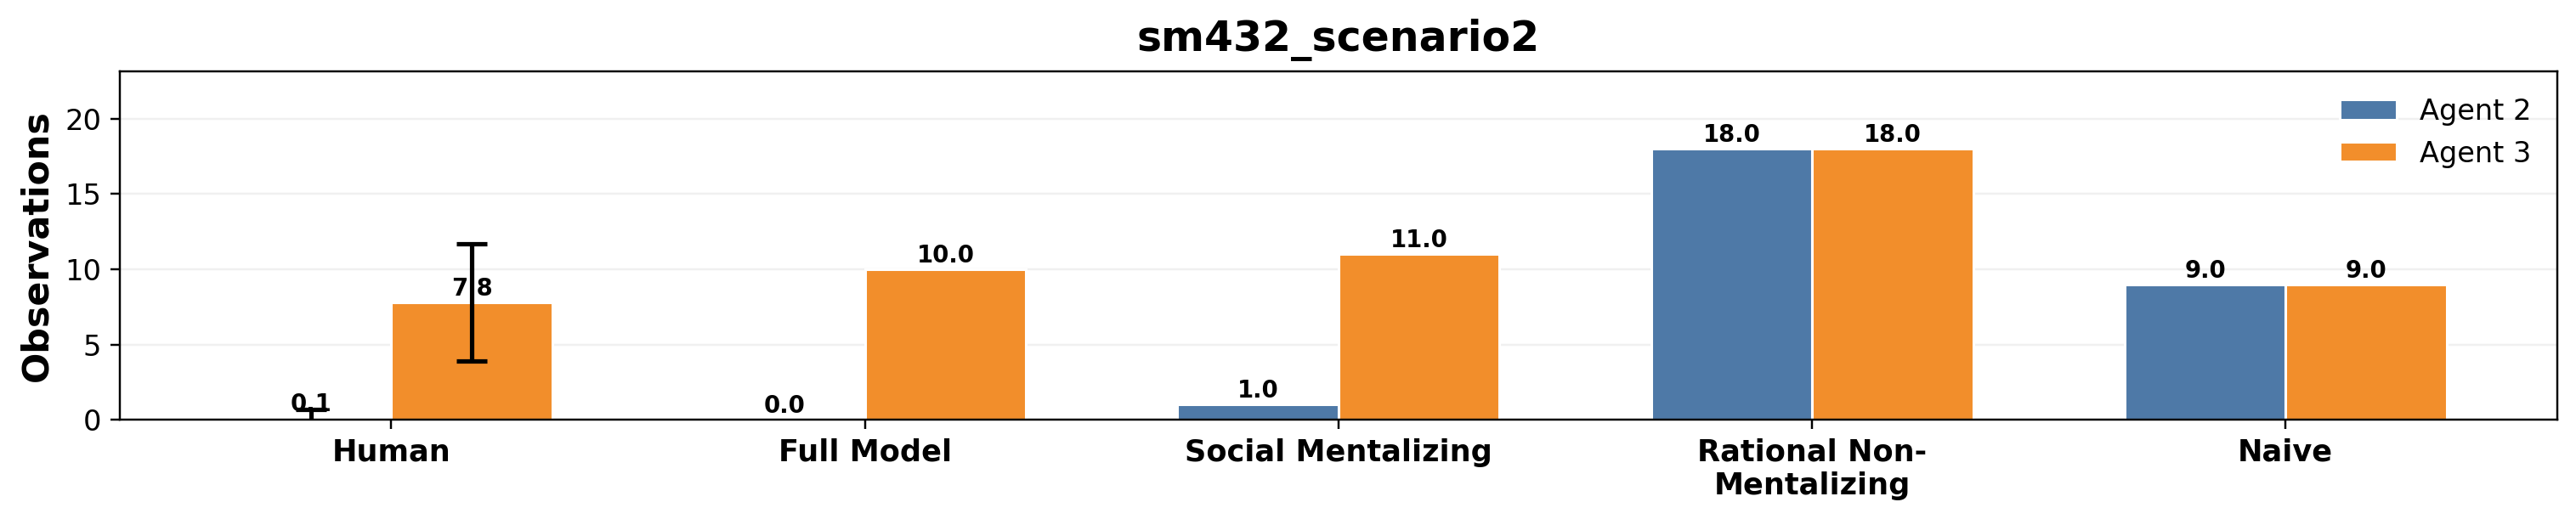 sm432_scenario2
Observations
20
15
10
5
0
Agent 2
Agent 3
0.1
7.8
0.0
10.0
1.0
11.0
18.0
18.0
9.0
9.0
Human
Full Model
Social Mentalizing
Rational Non-
Mentalizing
Naive